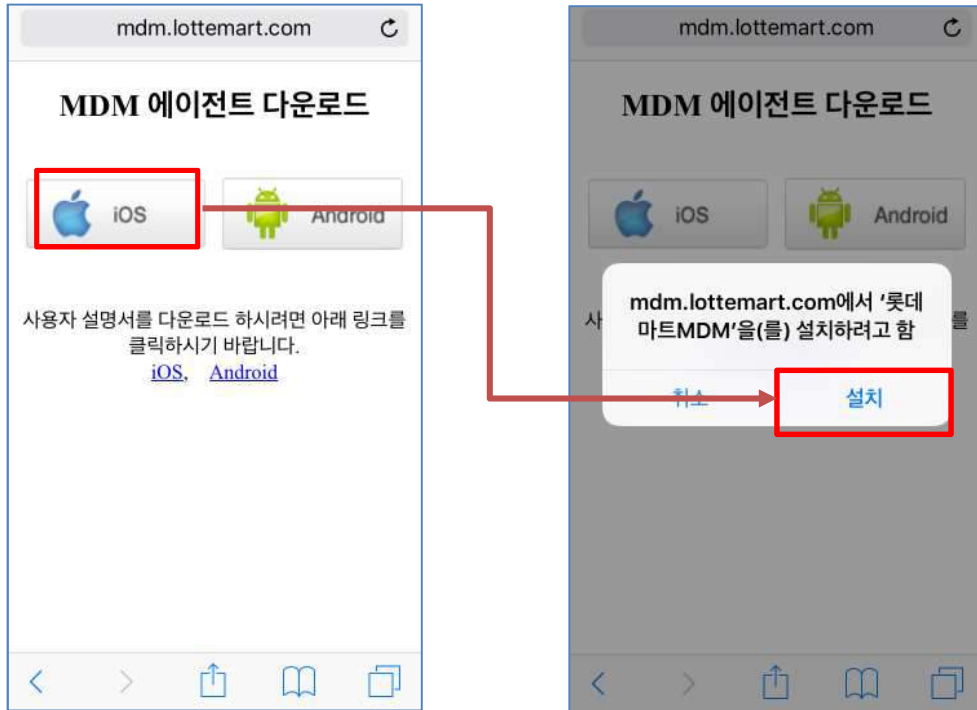 mdm.lottemart.com
MDM 에이전트 다운로드
iOS
Android
사용자 설명서를 다운로드 하시려면 아래 링크를
클릭하시기 바랍니다.
iOS, Android
mdm.lottemart.com
MDM 에이전트 다운로드
iOS
Android
사
를
mdm.lottemart.com에서 '롯데
마트MDM'을(를) 설치하려고 함
취소
설치